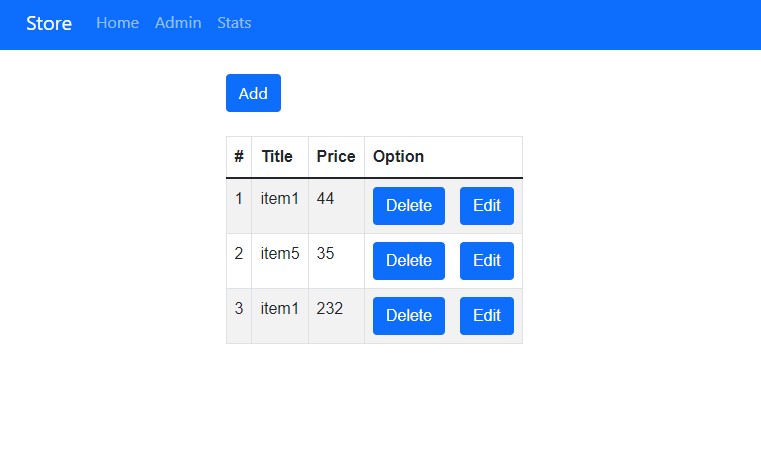 Store Home Admin Stats
Add
# Title Price Option
1 item1 44 Delete Edit
2 item5 35 Delete Edit
3 item1 232 Delete Edit